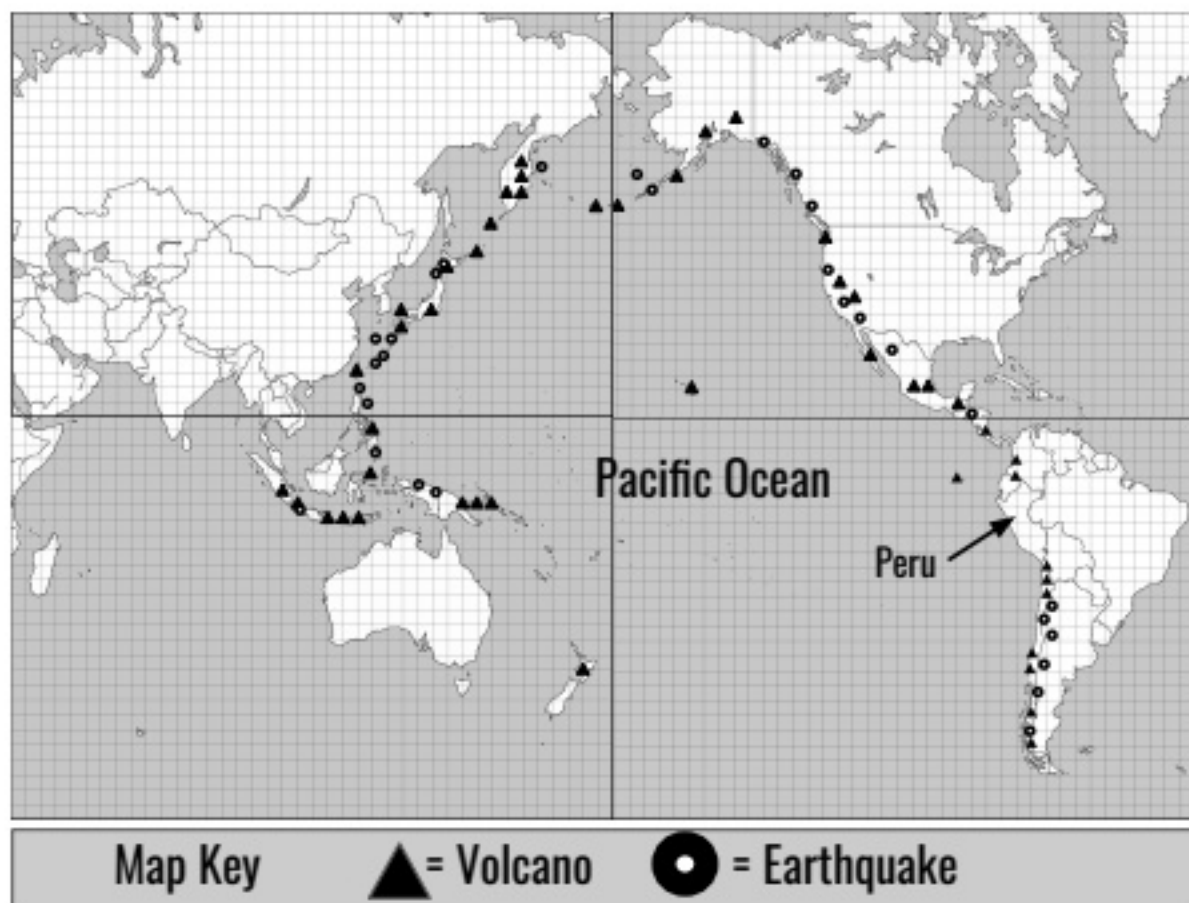 Pacific Ocean
Peru
Map Key = Volcano = Earthquake